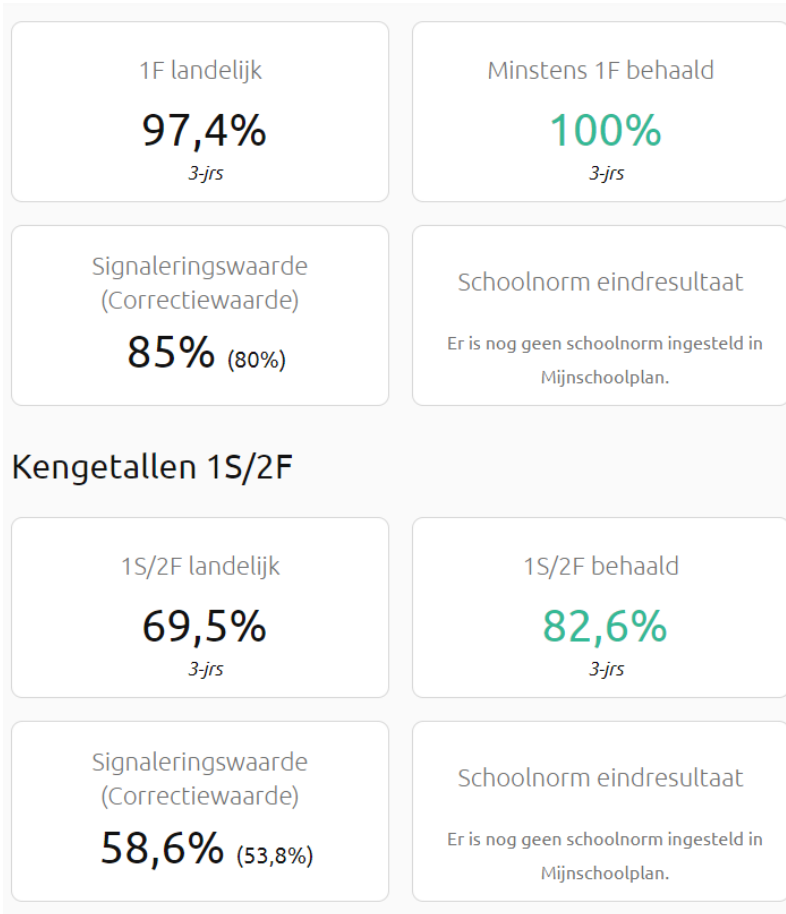 1F landelijk
97,4%
3-jrs
Minstens 1F behaald
100%
3-jrs
Signaleringswaarde
(Correctiewaarde)
85% (80%)
Schoolnorm eindresultaat
Er is nog geen schoolnorm ingesteld in
Mijnschoolplan.
Kengetallen 1S/2F
1S/2F landelijk
69,5%
3-jrs
1S/2F behaald
82,6%
3-jrs
Signaleringswaarde
(Correctiewaarde)
58,6% (53,8%)
Schoolnorm eindresultaat
Er is nog geen schoolnorm ingesteld in
Mijnschoolplan.